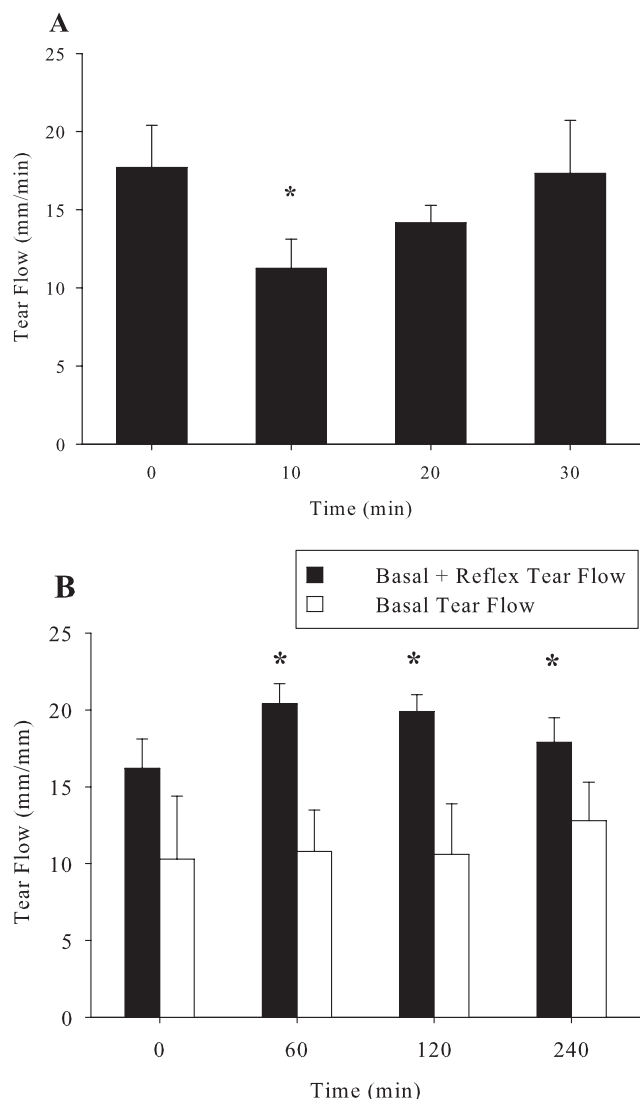 A
25
20
15
10
5
0
Tear Flow (mm/min)
*
0 10 20 30
Time (min)
Basal + Reflex Tear Flow
Basal Tear Flow
B
25
20
15
10
5
0
Tear Flow (mm/mm)
* * *
0 60 120 240
Time (min)